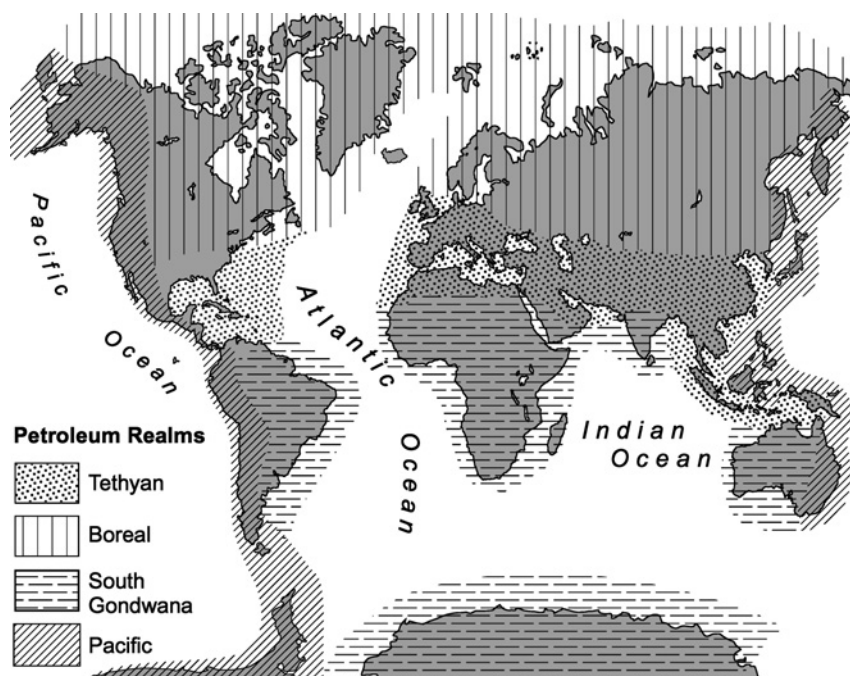 Pacific
Ocean
Atlantic
Ocean
Indian
Ocean
Petroleum Realms
Tethyan
Boreal
South
Gondwana
Pacific